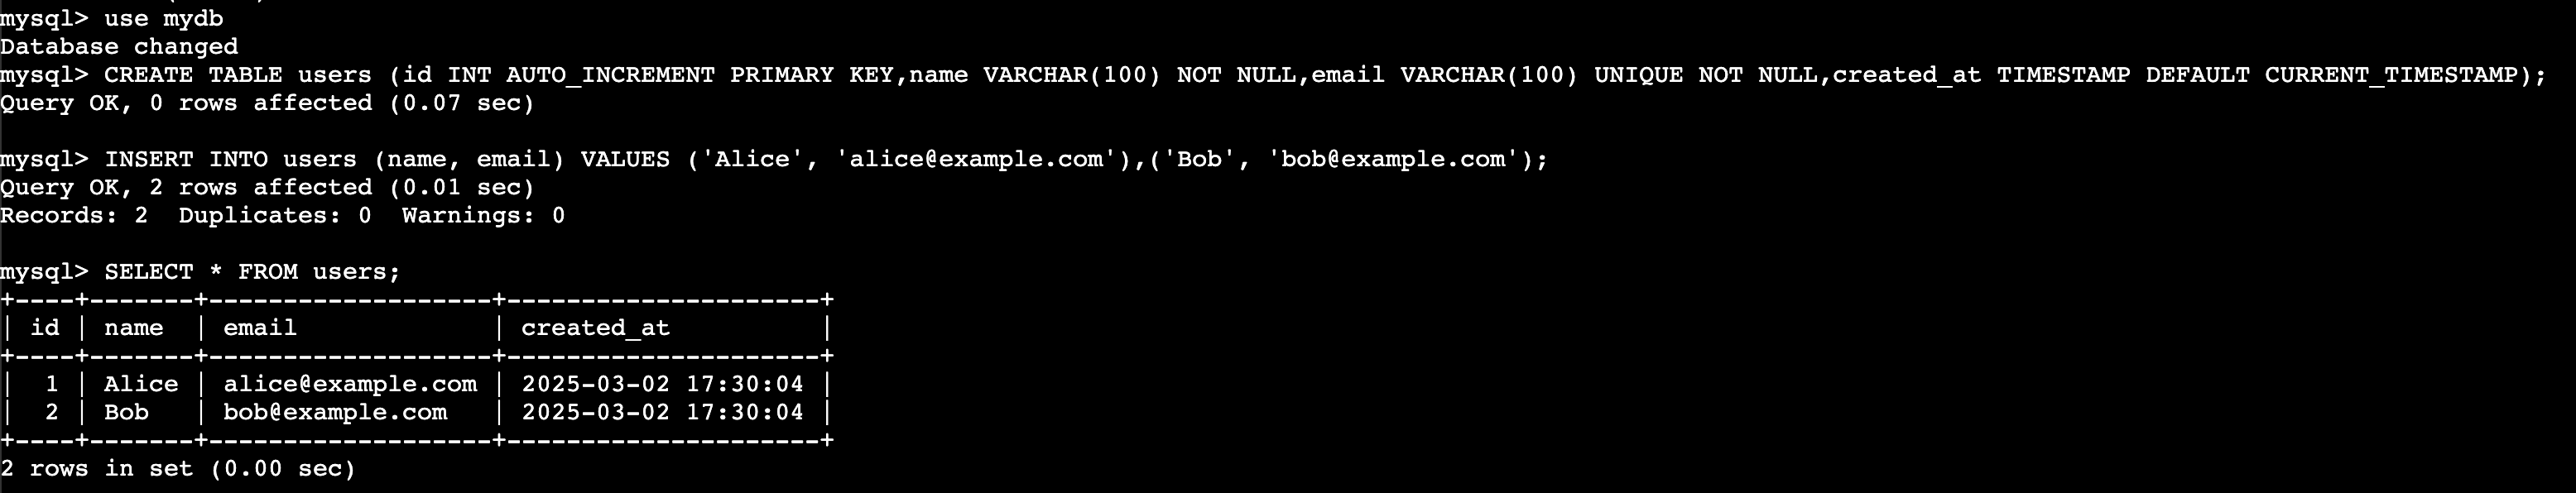 mysql> use mydb
Database changed
mysql> CREATE TABLE users (id INT AUTO_INCREMENT PRIMARY KEY,name VARCHAR(100) NOT NULL,email VARCHAR(100) UNIQUE NOT NULL,created_at TIMESTAMP DEFAULT CURRENT_TIMESTAMP);
Query OK, 0 rows affected (0.07 sec)

mysql> INSERT INTO users (name, email) VALUES ('Alice', 'alice@example.com'),('Bob', 'bob@example.com');
Query OK, 2 rows affected (0.01 sec)
Records: 2  Duplicates: 0  Warnings: 0

mysql> SELECT * FROM users;
+----+-------+-------------------+---------------------+
| id | name  | email             | created_at          |
+----+-------+-------------------+---------------------+
|  1 | Alice | alice@example.com | 2025-03-02 17:30:04 |
|  2 | Bob   | bob@example.com   | 2025-03-02 17:30:04 |
+----+-------+-------------------+---------------------+
2 rows in set (0.00 sec)